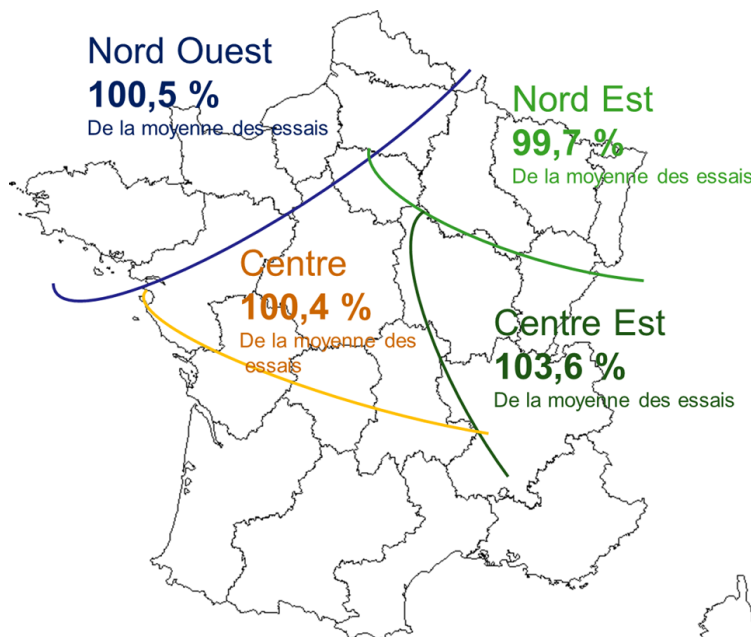 Nord Ouest
100,5 %
De la moyenne des essais
Nord Est
99,7 %
De la moyenne des essais
Centre
100,4 %
De la moyenne des
essais
Centre Est
103,6 %
De la moyenne des essais